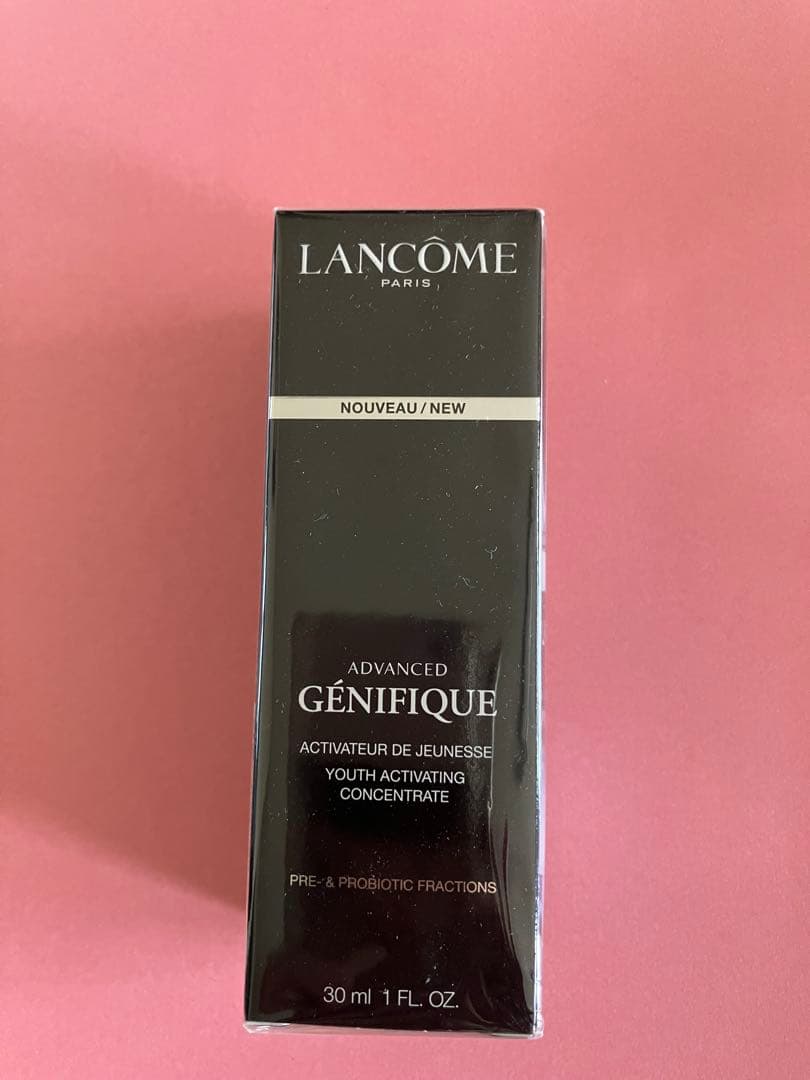 LANCÔME
PARIS
NOUVEAU / NEW
ADVANCED
GÉNIFIQUE
ACTIVATEUR DE JEUNESSE
YOUTH ACTIVATING
CONCENTRATE
PRE- & PROBIOTIC FRACTIONS
30 ml 1 FL. OZ.